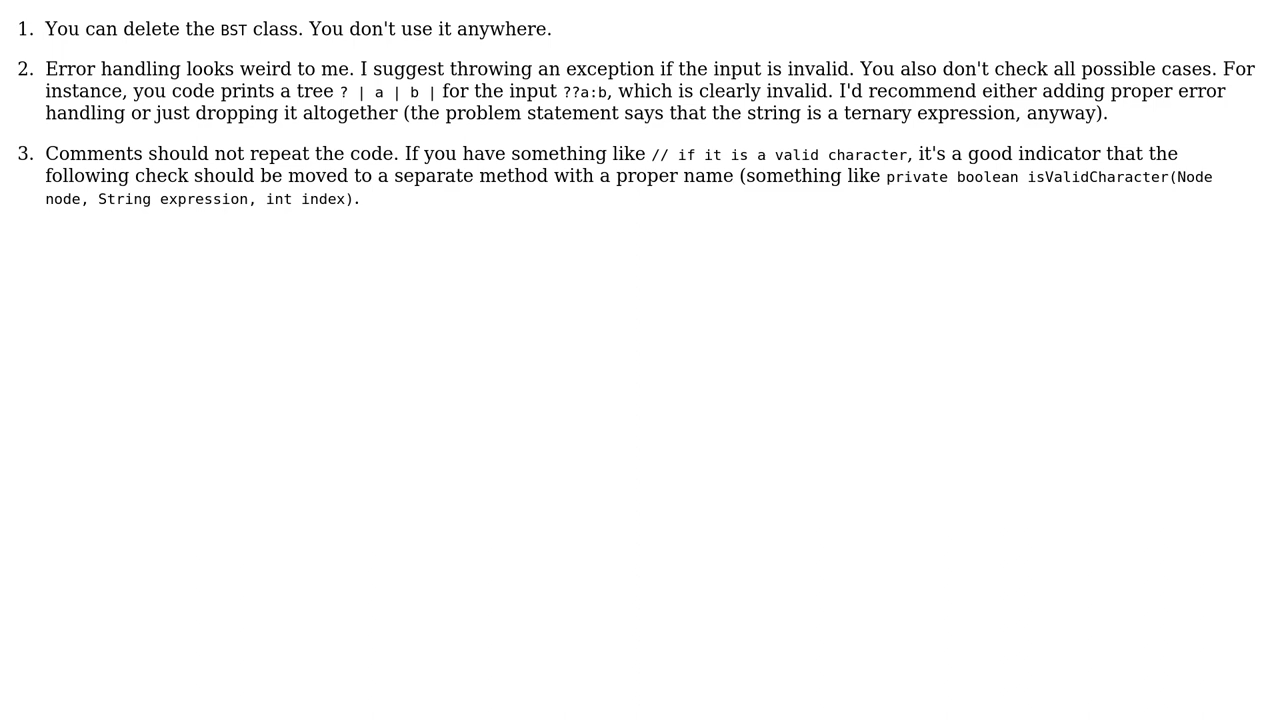 1. You can delete the BST class. You don't use it anywhere.
2. Error handling looks weird to me. I suggest throwing an exception if the input is invalid. You also don't check all possible cases. For
instance, you code prints a tree ? | a | b | for the input ??a:b, which is clearly invalid. I'd recommend either adding proper error
handling or just dropping it altogether (the problem statement says that the string is a ternary expression, anyway).
3. Comments should not repeat the code. If you have something like // if it is a valid character, it's a good indicator that the
following check should be moved to a separate method with a proper name (something like private boolean isValidCharacter(Node
node, String expression, int index).